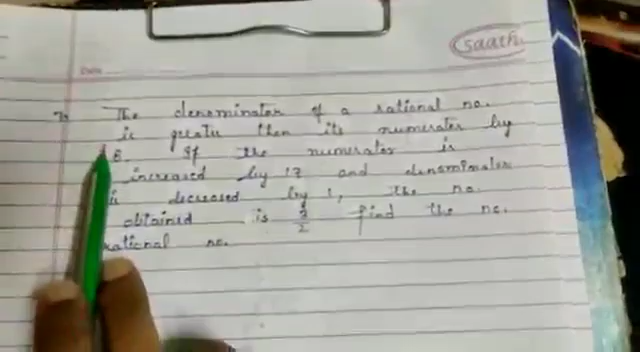 saath
Date
7. The denominator of a rational no.
is greater then its numerator by
8. If the numerator is
increased by 17 and denominator
is decreased by 1, the no.
obtained is 3/2 find the no.
rational no.